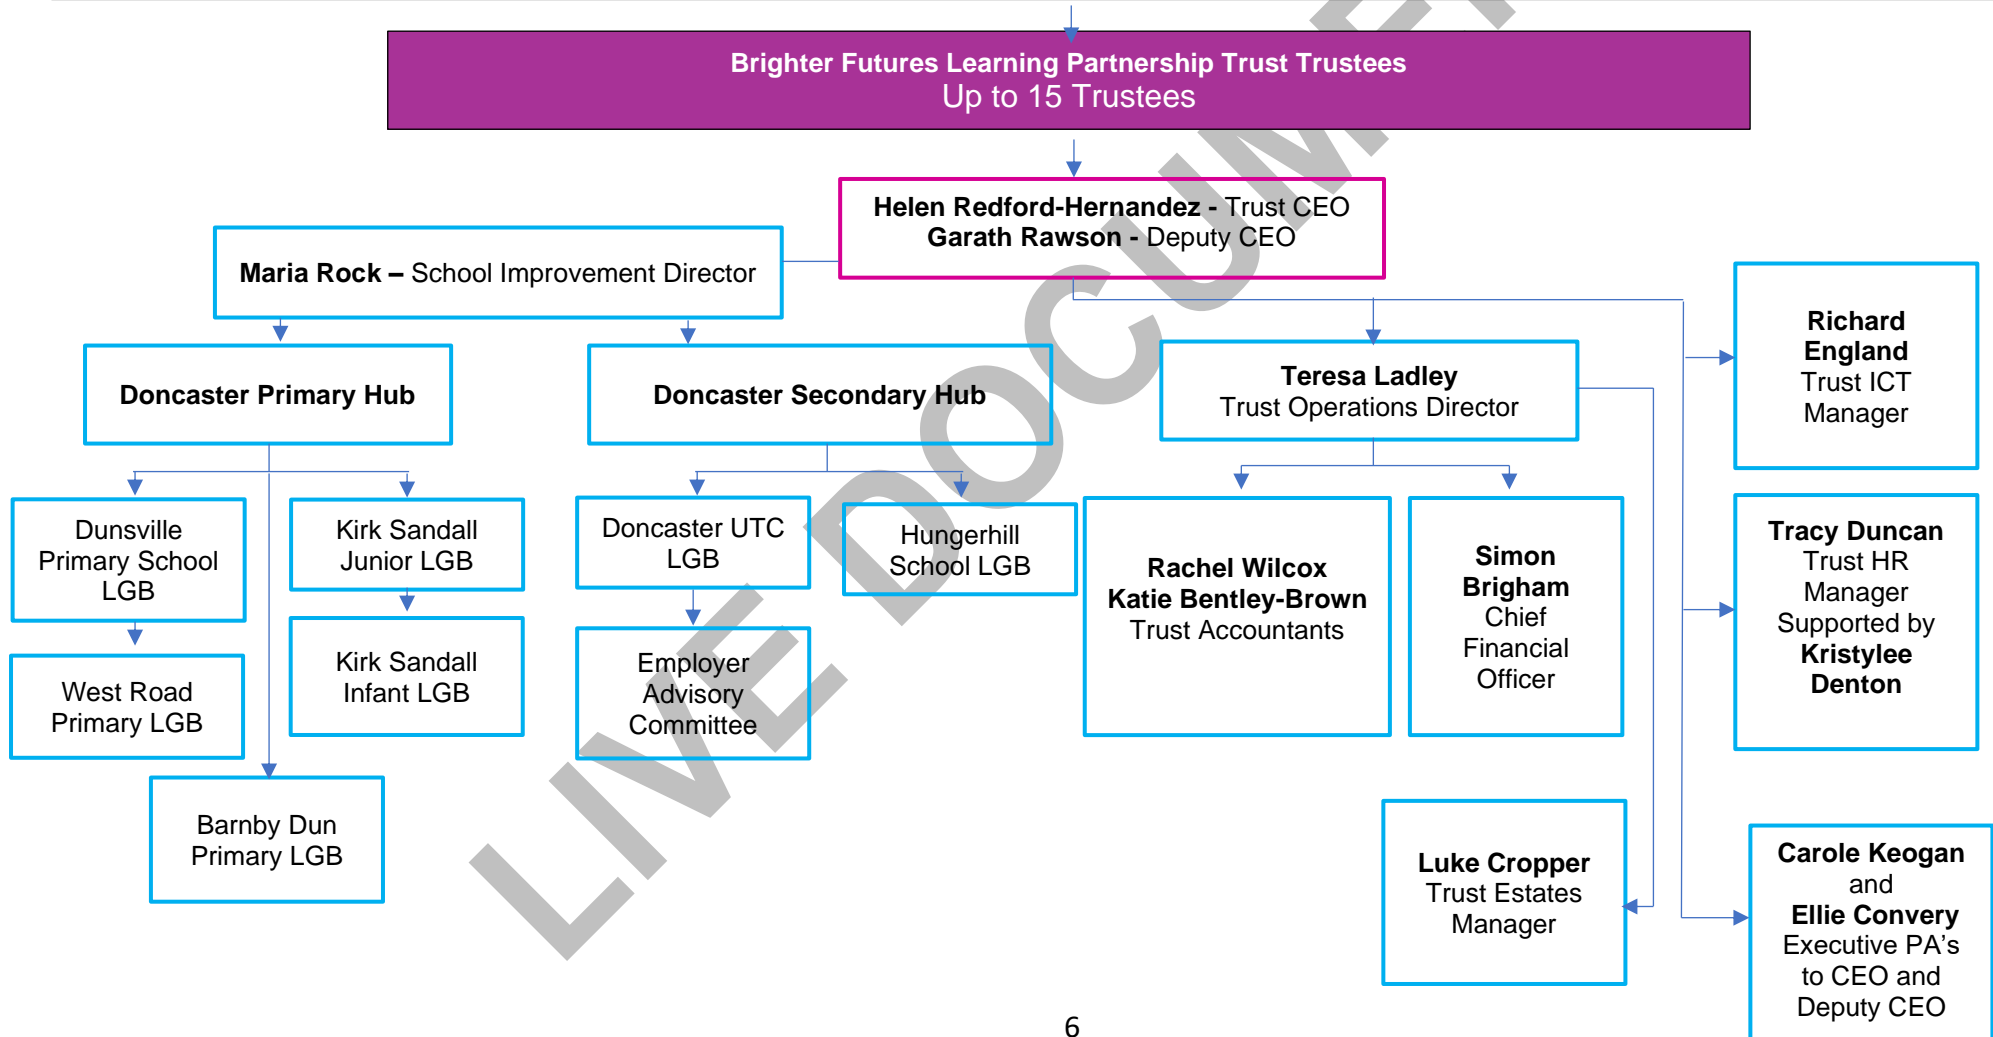 Brighter Futures Learning Partnership Trust Trustees
Up to 15 Trustees
Helen Redford-Hernandez - Trust CEO
Garath Rawson - Deputy CEO
Maria Rock – School Improvement Director
Doncaster Primary Hub
Doncaster Secondary Hub
Teresa Ladley
Trust Operations Director
Richard
England
Trust ICT
Manager
Dunsville
Primary School
LGB
Kirk Sandall
Junior LGB
Doncaster UTC
LGB
Hungerhill
School LGB
Rachel Wilcox
Katie Bentley-Brown
Trust Accountants
Simon
Brigham
Chief
Financial
Officer
Tracy Duncan
Trust HR
Manager
Supported by
Kristylee
Denton
West Road
Primary LGB
Kirk Sandall
Infant LGB
Employer
Advisory
Committee
Barnby Dun
Primary LGB
Luke Cropper
Trust Estates
Manager
Carole Keogan
and
Ellie Convery
Executive PA's
to CEO and
Deputy CEO
LIVE
6